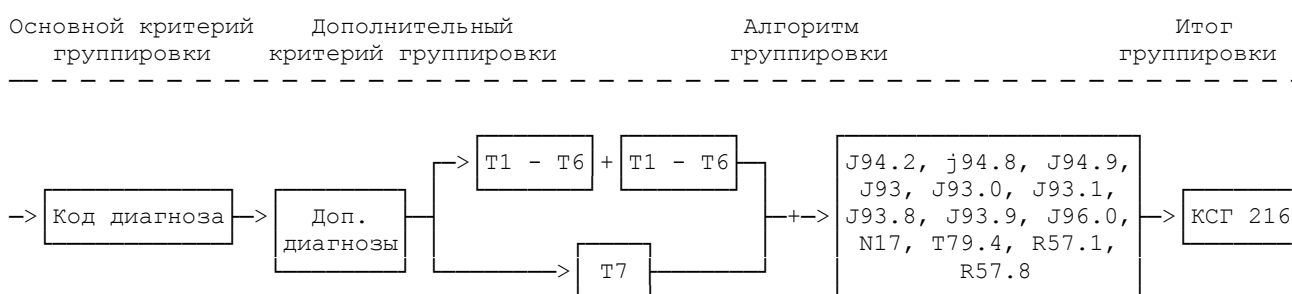 Основной критерий Дополнительный Алгоритм Итог
группировки критерий группировки группировки группировки
T1 - T6 + T1 - T6 J94.2, j94.8, J94.9,
J93, J93.0, J93.1,
Код диагноза Доп. + J93.8, J93.9, J96.0, КСГ 216
диагнозы N17, T79.4, R57.1,
T7 R57.8